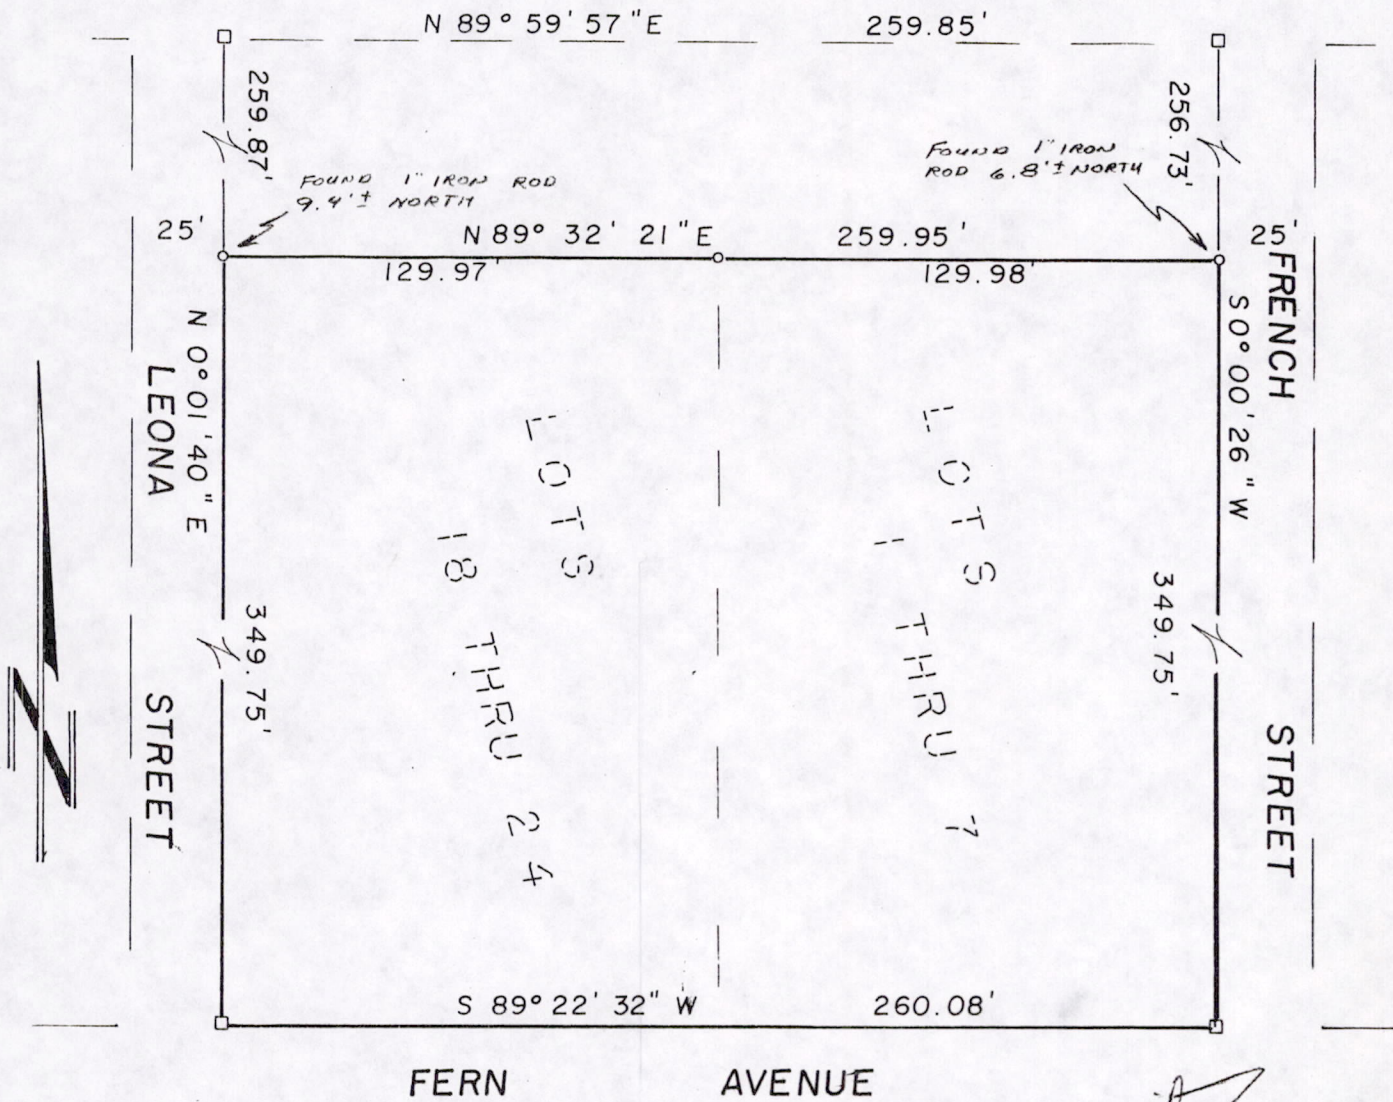 N 89° 59' 57" E 259.85'
259.87'
256.73'
FOUND 1" IRON ROD
9.4'± NORTH
FOUND 1" IRON
ROD 6.8'± NORTH
25'
N 89° 32' 21" E 259.95'
25'
129.97
129.98
N 0° 01' 40" E
349.75'
LEONA STREET
LOTS
18 THRU 24
LOTS
1 THRU 7
S 0° 00' 26" W
349.75'
FRENCH STREET
S 89° 22' 32" W 260.08'
FERN AVENUE
N